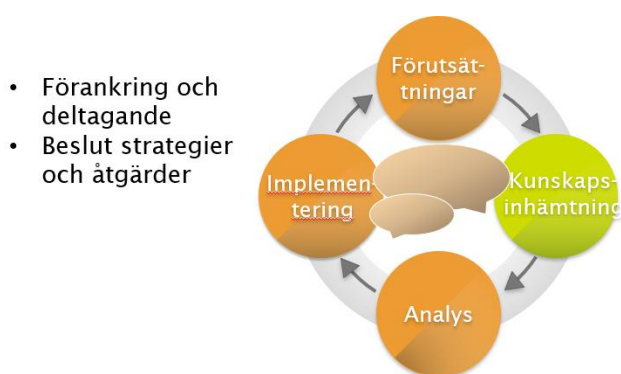 • Förankring och
deltagande
• Beslut strategier
och åtgärder
Förutsät-
tningar
Kunskaps-
inhämtning
Analys
Implemen-
tering